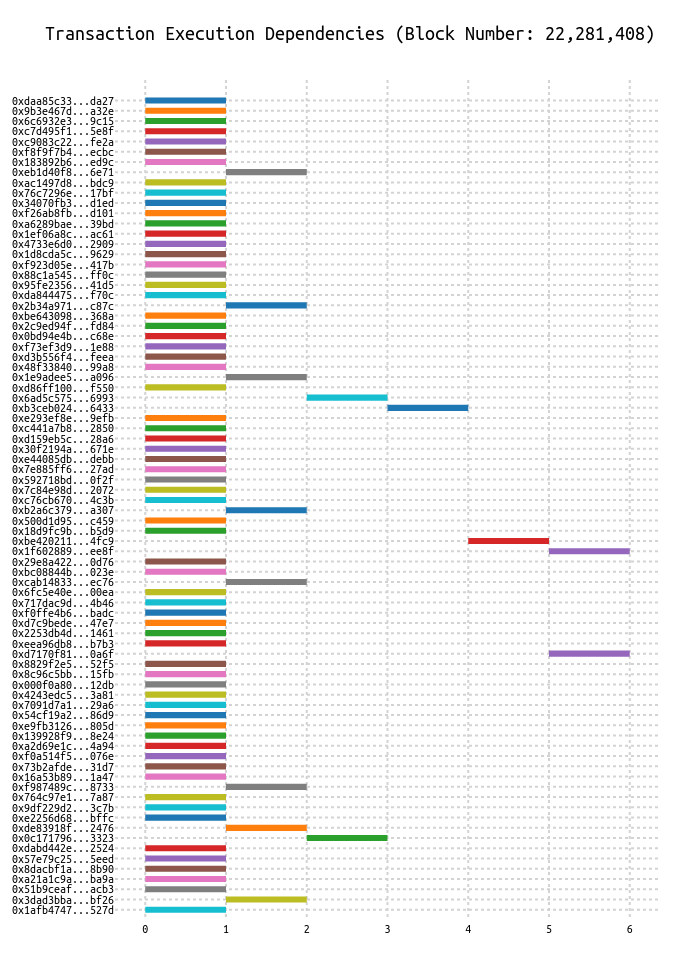 Transaction Execution Dependencies (Block Number: 22,281,408)
0xdaa85c33...da27
0x9b3e467d...a32e
0x6c6932e3...9c15
0xc7d495f1...5e8f
0xc9083c22...fe2a
0xf8f9f7b4...ecbc
0x183892b6...ed9c
0xeb1d40f8...6e71
0xac1497d8...bdc9
0x76c7296e...17bf
0x34070fb3...d1ed
0xf26ab8fb...d101
0xa6289bae...39bd
0x1ef06a8c...ac61
0x4733e6d0...2909
0x1d8cda5c...9629
0xf923d05e...417b
0x88c1a545...ff0c
0x95fe2356...41d5
0xda844475...f70c
0x2b34a971...c87c
0xbe643098...368a
0x2c9ed94f...fd84
0x0bd94e4b...c68e
0xf73ef3d9...1e88
0xd3b556f4...feea
0x48f33840...99a8
0x1e9adee5...a096
0xd86ff100...f550
0x6ad5c575...6993
0xb3ceb024...6433
0xe293ef8e...9efb
0xc441a7b8...2850
0xd159eb5c...28a6
0x30f2194a...671e
0xe44085db...debb
0x7e885ff6...27ad
0x592718bd...0f2f
0x7c84e98d...2072
0xc76cb670...4c3b
0xb2a6c379...a307
0x500d1d95...c459
0x18d9fc9b...b5d9
0xbe420211...4fc9
0x1f602889...ee8f
0x29e8a422...0d76
0xbc08844b...023e
0xcab14833...ec76
0x6fc5e40e...00ea
0x717dac9d...4b46
0xf0ffe4b6...badc
0xd7c9bede...47e7
0x2253db4d...1461
0xeea96db8...b7b3
0xd7170f81...0a6f
0x8829f2e5...52f5
0x8c96c5bb...15fb
0x000f0a80...12db
0x4243edc5...3a81
0x7091d7a1...29a6
0x54cf19a2...86d9
0xe9fb3126...805d
0x139928f9...8e24
0xa2d69e1c...4a94
0xf0a514f5...076e
0x73b2afde...31d7
0x16a53b89...1a47
0xf987489c...8733
0x764c97e1...7a87
0x9df229d2...3c7b
0xe2256d68...bffc
0xde83918f...2476
0x0c171796...3323
0xdabd442e...2524
0x57e79c25...5eed
0x8dacbf1a...8b90
0xa21a1c9a...ba9a
0x51b9ceaf...acb3
0x3dad3bba...bf26
0x1afb4747...527d
0 1 2 3 4 5 6